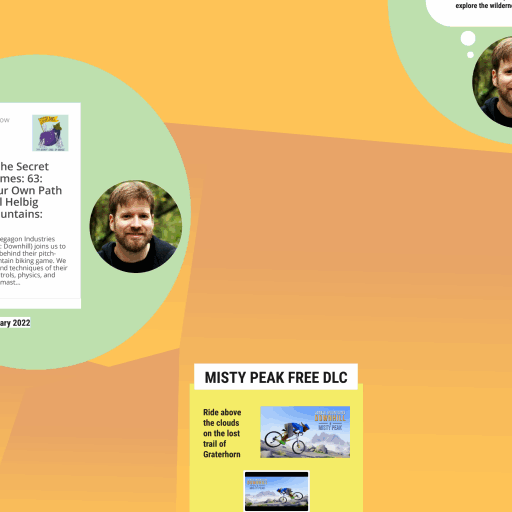 explore the wilderne
ow
he Secret
mes: 63:
ur Own Path
l Helbig
untains:
egagon Industries
: Downhill) joins us to
behind their pitch-
ntain biking game. We
nd techniques of their
trols, physics, and
mast...
ary 2022
MISTY PEAK FREE DLC
Ride above
the clouds
on the lost
trail of
Graterhorn
MISTY PEAK